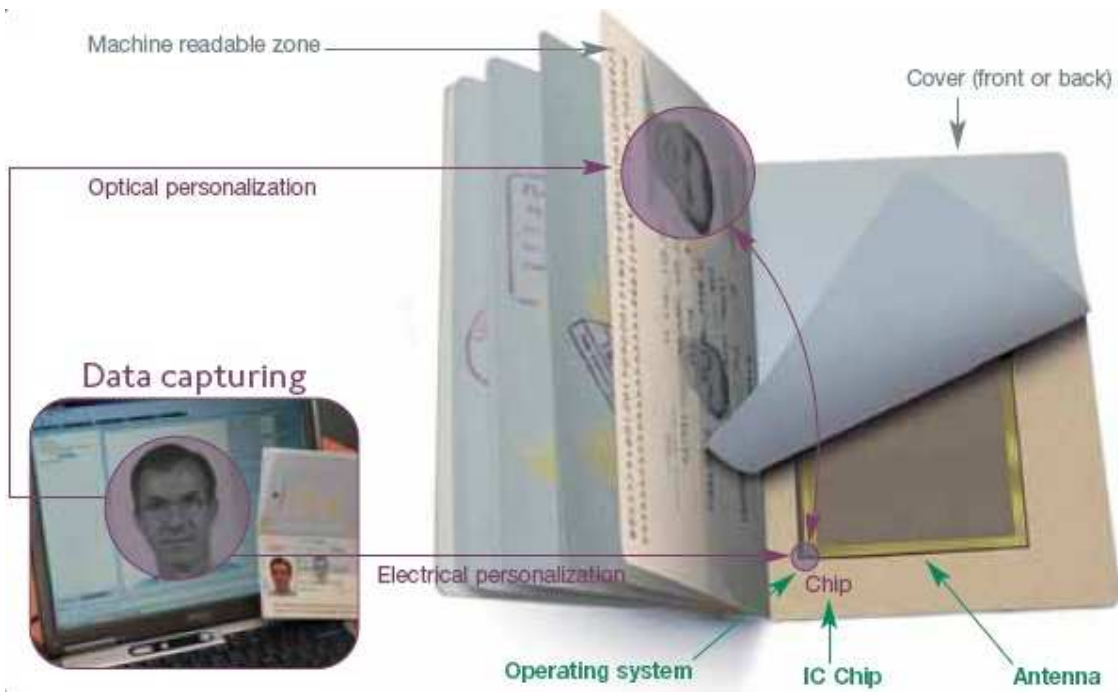 Machine readable zone
Cover (front or back)
Optical personalization
Data capturing
Electrical personalization
Chip
Operating system
IC Chip
Antenna